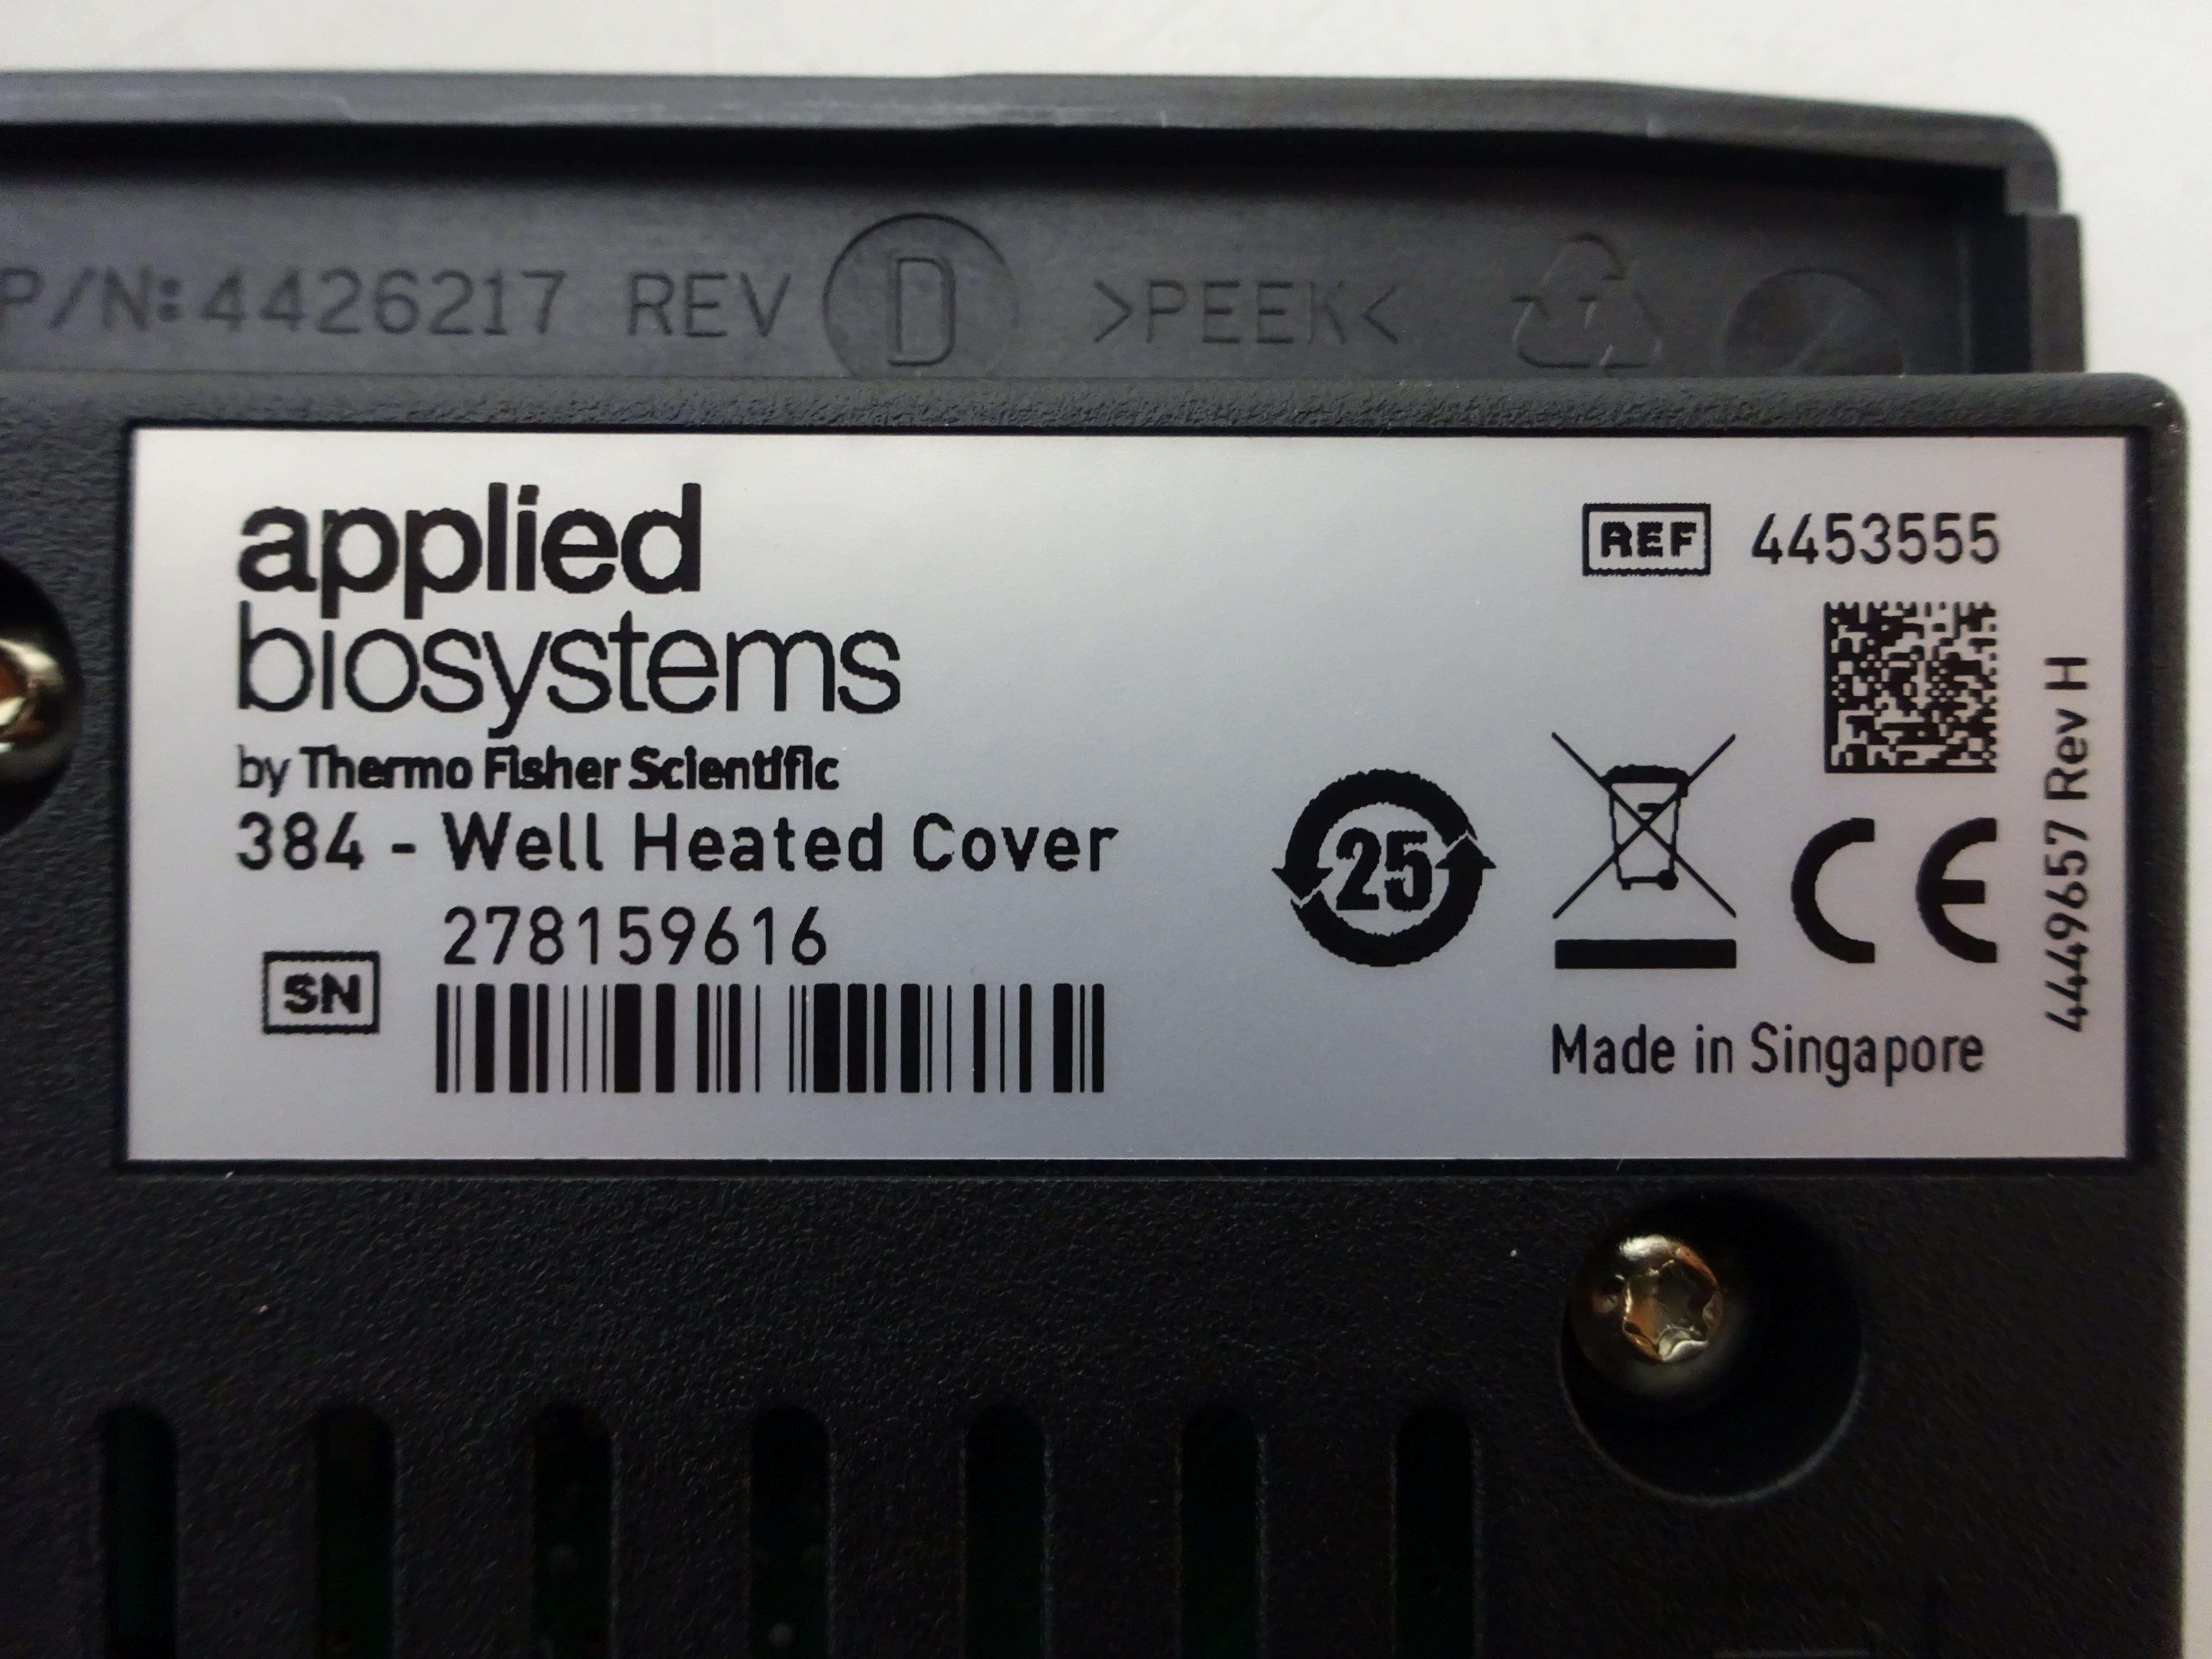 P/N:4426217 REV D >PEEK<
applied
biosystems
by Thermo Fisher Scientific
384 - Well Heated Cover
278159616
SN
REF 4453555
25
CE
Made in Singapore
4449657 Rev H